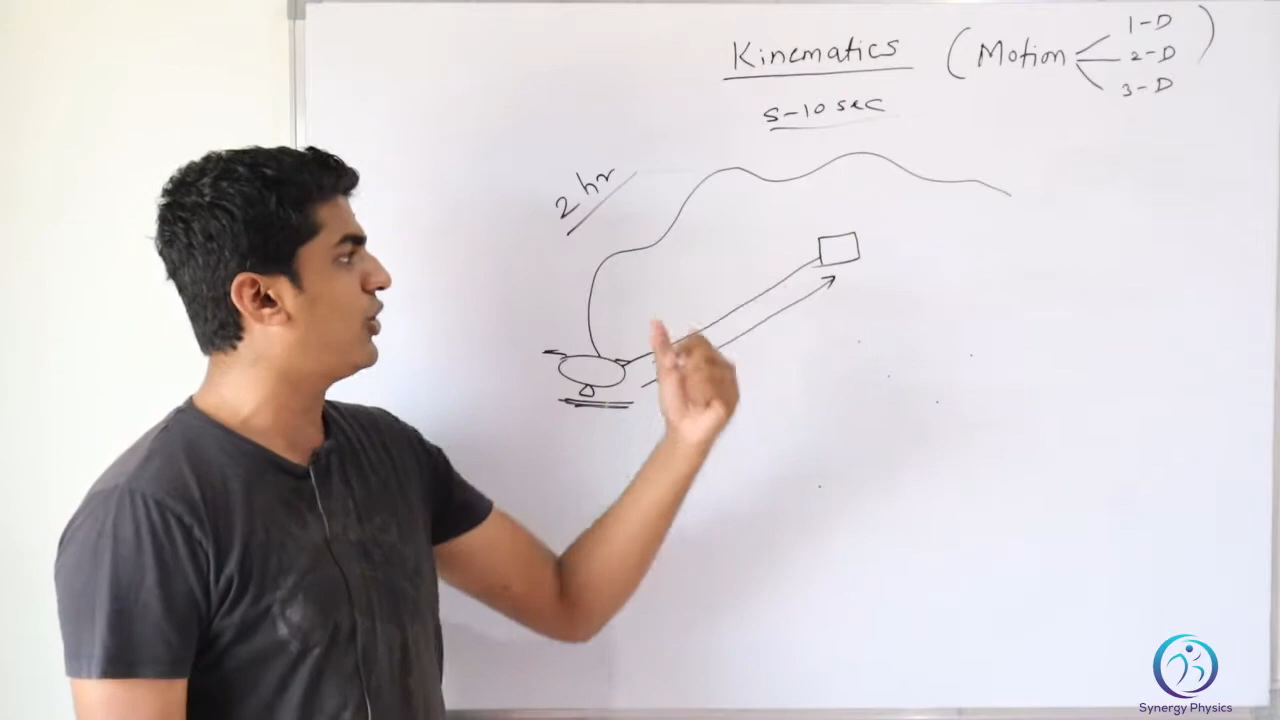 Kinematics (Motion 1-D
2-D
3-D)
5-10 sec
2 hr
Synergy Physics